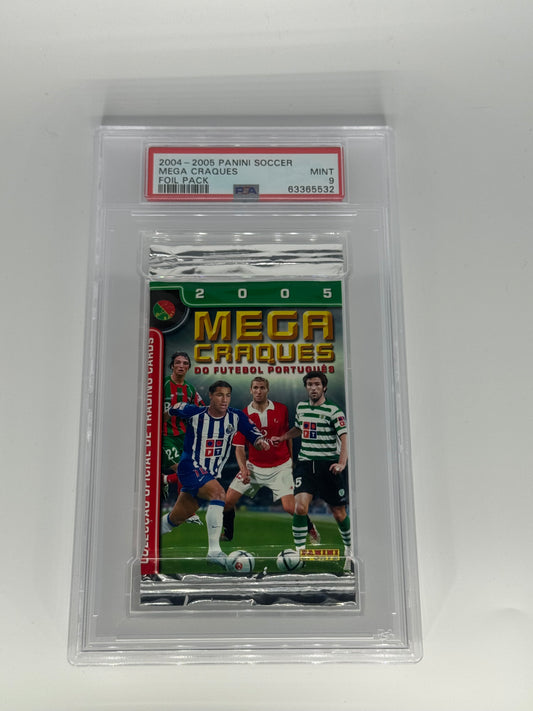 2004 – 2005 PANINI SOCCER
MEGA CRAQUES MINT
FOIL PACK PSA 9
63365532
2005
MEGA
CRAQUES
DO FUTEBOL PORTUGUÊS
COLECÇÃO OFICIAL DE TRADING CARDS
22
PANINI